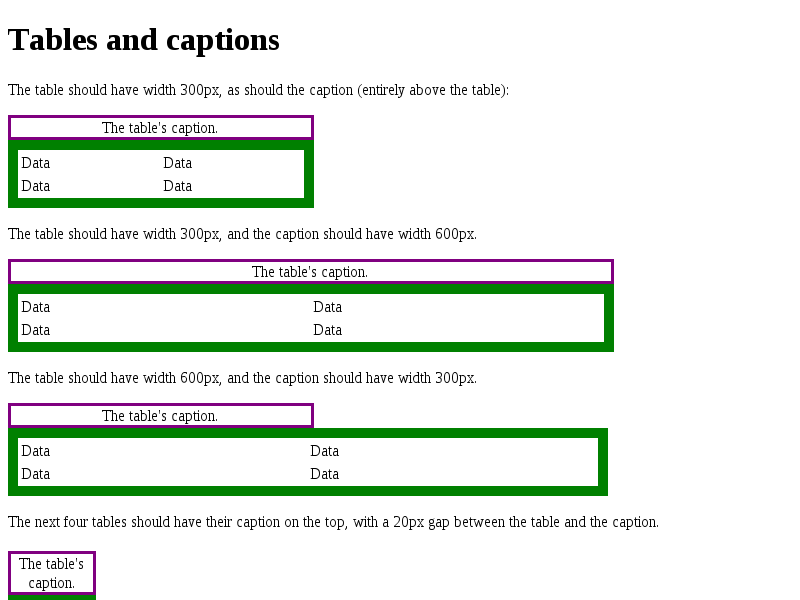 Tables and captions
The table should have width 300px, as should the caption (entirely above the table):
The table's caption.
Data Data
Data Data
The table should have width 300px, and the caption should have width 600px.
The table's caption.
Data Data
Data Data
The table should have width 600px, and the caption should have width 300px.
The table's caption.
Data Data
Data Data
The next four tables should have their caption on the top, with a 20px gap between the table and the caption.
The table's
caption.